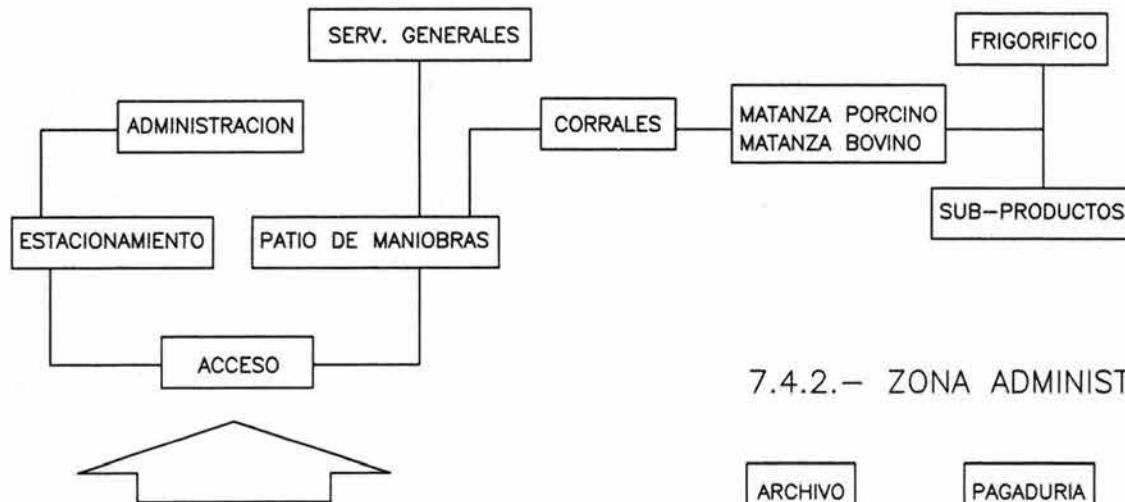 SERV. GENERALES
FRIGORIFICO
ADMINISTRACION
CORRALES
MATANZA PORCINO
MATANZA BOVINO
ESTACIONAMIENTO
PATIO DE MANIOBRAS
SUB-PRODUCTOS
ACCESO
7.4.2.- ZONA ADMINIST
ARCHIVO
PAGADURIA